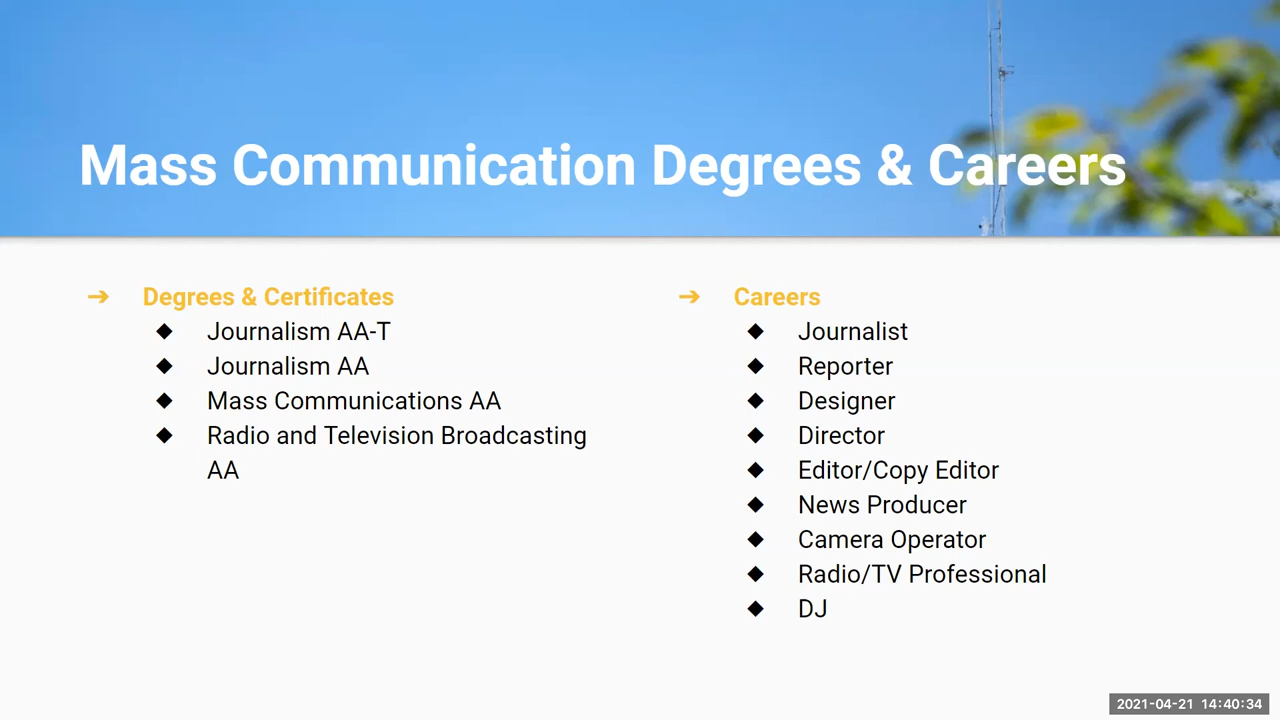 Mass Communication Degrees & Careers
➔ Degrees & Certificates
◆ Journalism AA-T
◆ Journalism AA
◆ Mass Communications AA
◆ Radio and Television Broadcasting
AA
➔ Careers
◆ Journalist
◆ Reporter
◆ Designer
◆ Director
◆ Editor/Copy Editor
◆ News Producer
◆ Camera Operator
◆ Radio/TV Professional
◆ DJ
2021-04-21 14:40:34